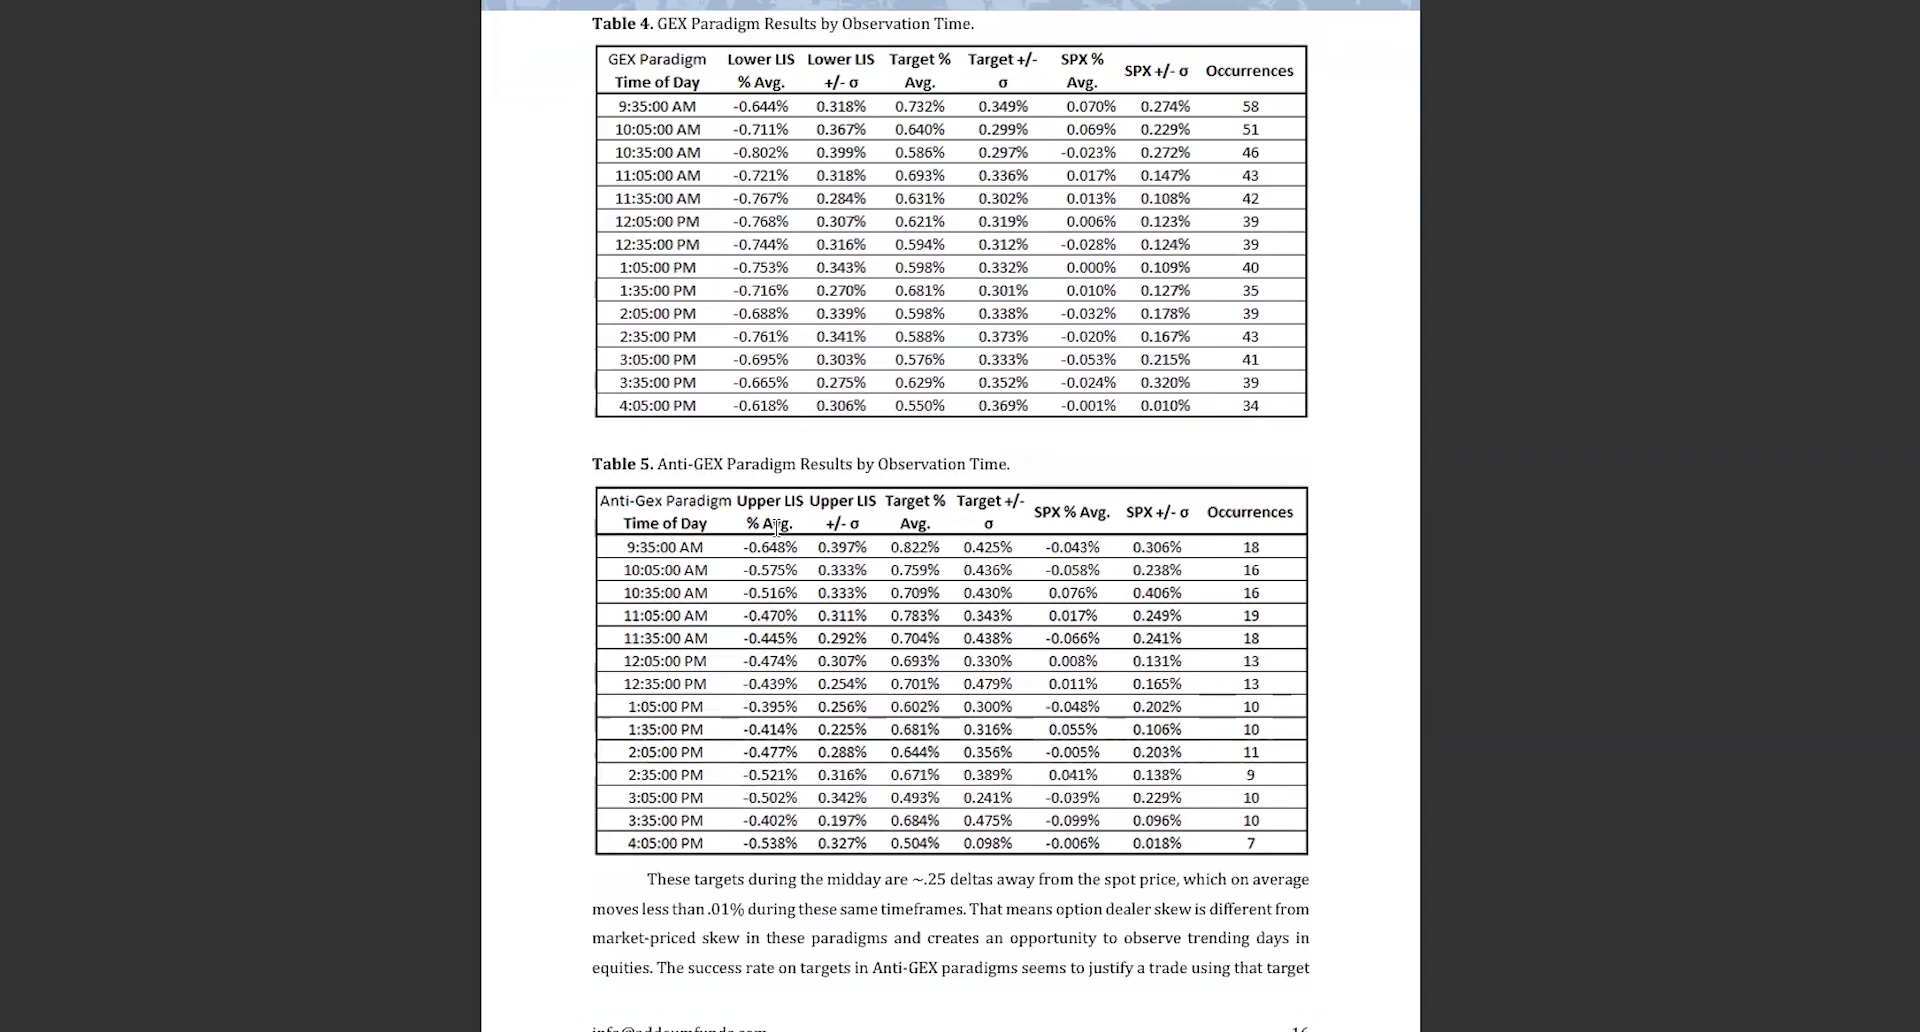 Table 4. GEX Paradigm Results by Observation Time.
GEX Paradigm Time of Day Lower LIS % Avg. Lower LIS +/- σ Target % Avg. Target +/- σ SPX % Avg. SPX +/- σ Occurrences
9:35:00 AM -0.644% 0.318% 0.732% 0.349% 0.070% 0.274% 58
10:05:00 AM -0.711% 0.367% 0.640% 0.299% 0.069% 0.229% 51
10:35:00 AM -0.802% 0.399% 0.586% 0.297% -0.023% 0.272% 46
11:05:00 AM -0.721% 0.318% 0.693% 0.336% 0.017% 0.147% 43
11:35:00 AM -0.767% 0.284% 0.631% 0.302% 0.013% 0.108% 42
12:05:00 PM -0.768% 0.307% 0.621% 0.319% 0.006% 0.123% 39
12:35:00 PM -0.744% 0.316% 0.594% 0.312% -0.028% 0.124% 39
1:05:00 PM -0.753% 0.343% 0.598% 0.332% 0.000% 0.109% 40
1:35:00 PM -0.716% 0.270% 0.681% 0.301% 0.010% 0.127% 35
2:05:00 PM -0.688% 0.339% 0.598% 0.338% -0.032% 0.178% 39
2:35:00 PM -0.761% 0.341% 0.588% 0.373% -0.020% 0.167% 43
3:05:00 PM -0.695% 0.303% 0.576% 0.333% -0.053% 0.215% 41
3:35:00 PM -0.665% 0.275% 0.629% 0.352% -0.024% 0.320% 39
4:05:00 PM -0.618% 0.306% 0.550% 0.369% -0.001% 0.010% 34
Table 5. Anti-GEX Paradigm Results by Observation Time.
Anti-Gex Paradigm Time of Day Upper LIS % Avg. Upper LIS +/- σ Target % Avg. Target +/- σ SPX % Avg. SPX +/- σ Occurrences
9:35:00 AM -0.648% 0.397% 0.822% 0.425% -0.043% 0.306% 18
10:05:00 AM -0.575% 0.333% 0.759% 0.436% -0.058% 0.238% 16
10:35:00 AM -0.516% 0.333% 0.709% 0.430% 0.076% 0.406% 16
11:05:00 AM -0.470% 0.311% 0.783% 0.343% 0.017% 0.249% 19
11:35:00 AM -0.445% 0.292% 0.704% 0.438% -0.066% 0.241% 18
12:05:00 PM -0.474% 0.307% 0.693% 0.330% 0.008% 0.131% 13
12:35:00 PM -0.439% 0.254% 0.701% 0.479% 0.011% 0.165% 13
1:05:00 PM -0.395% 0.256% 0.602% 0.300% -0.048% 0.202% 10
1:35:00 PM -0.414% 0.225% 0.681% 0.316% 0.055% 0.106% 10
2:05:00 PM -0.477% 0.288% 0.644% 0.356% -0.005% 0.203% 11
2:35:00 PM -0.521% 0.316% 0.671% 0.389% 0.041% 0.138% 9
3:05:00 PM -0.502% 0.342% 0.493% 0.241% -0.039% 0.229% 10
3:35:00 PM -0.402% 0.197% 0.684% 0.475% -0.099% 0.096% 10
4:05:00 PM -0.538% 0.327% 0.504% 0.098% -0.006% 0.018% 7
These targets during the midday are ~.25 deltas away from the spot price, which on average
moves less than .01% during these same timeframes. That means option dealer skew is different from
market-priced skew in these paradigms and creates an opportunity to observe trending days in
equities. The success rate on targets in Anti-GEX paradigms seems to justify a trade using that target